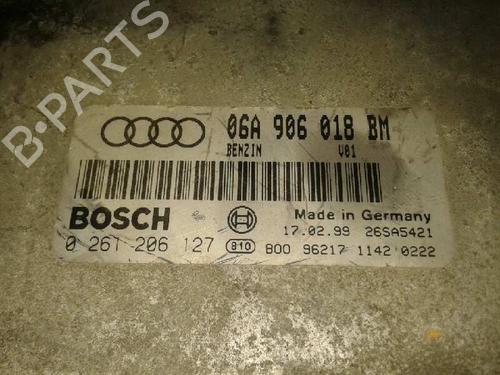 B-PARTS
06A 906 018 BM
BENZIN V01
BOSCH
Made in Germany
17.02.99 26SA5421
0 261 206 127 810 B00 96217 1142 0222